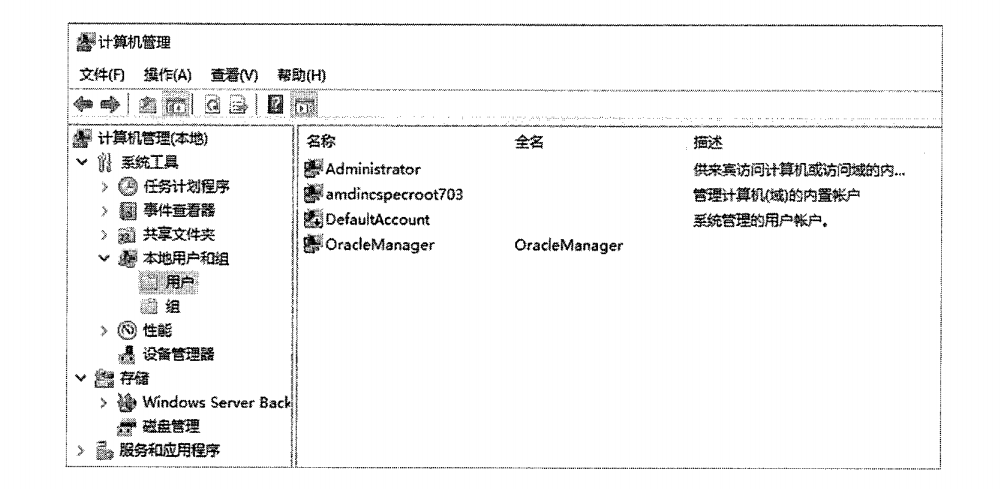 计算机管理
文件(F) 操作(A) 查看(V) 帮助(H)
计算机管理(本地)
系统工具
任务计划程序
事件查看器
共享文件夹
本地用户和组
用户
组
性能
设备管理器
存储
Windows Server Back
磁盘管理
服务和应用程序
名称 全名 描述
Administrator 供来宾访问计算机或访问域的内...
amdincspecroot703 管理计算机(域)的内置帐户
DefaultAccount 系统管理的用户帐户。
OracleManager OracleManager